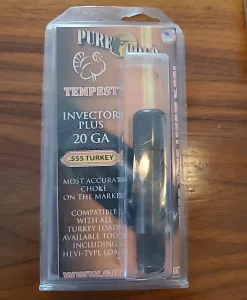 PURE GOLD
TEMPEST
INVECTOR
PLUS
20 GA
.555 TURKEY
MOST ACCURATE
CHOKE
ON THE MARKET
COMPATIBLE
WITH ALL
TURKEY LOADS
AVAILABLE TODAY
INCLUDING
HEVI-TYPE LOADS